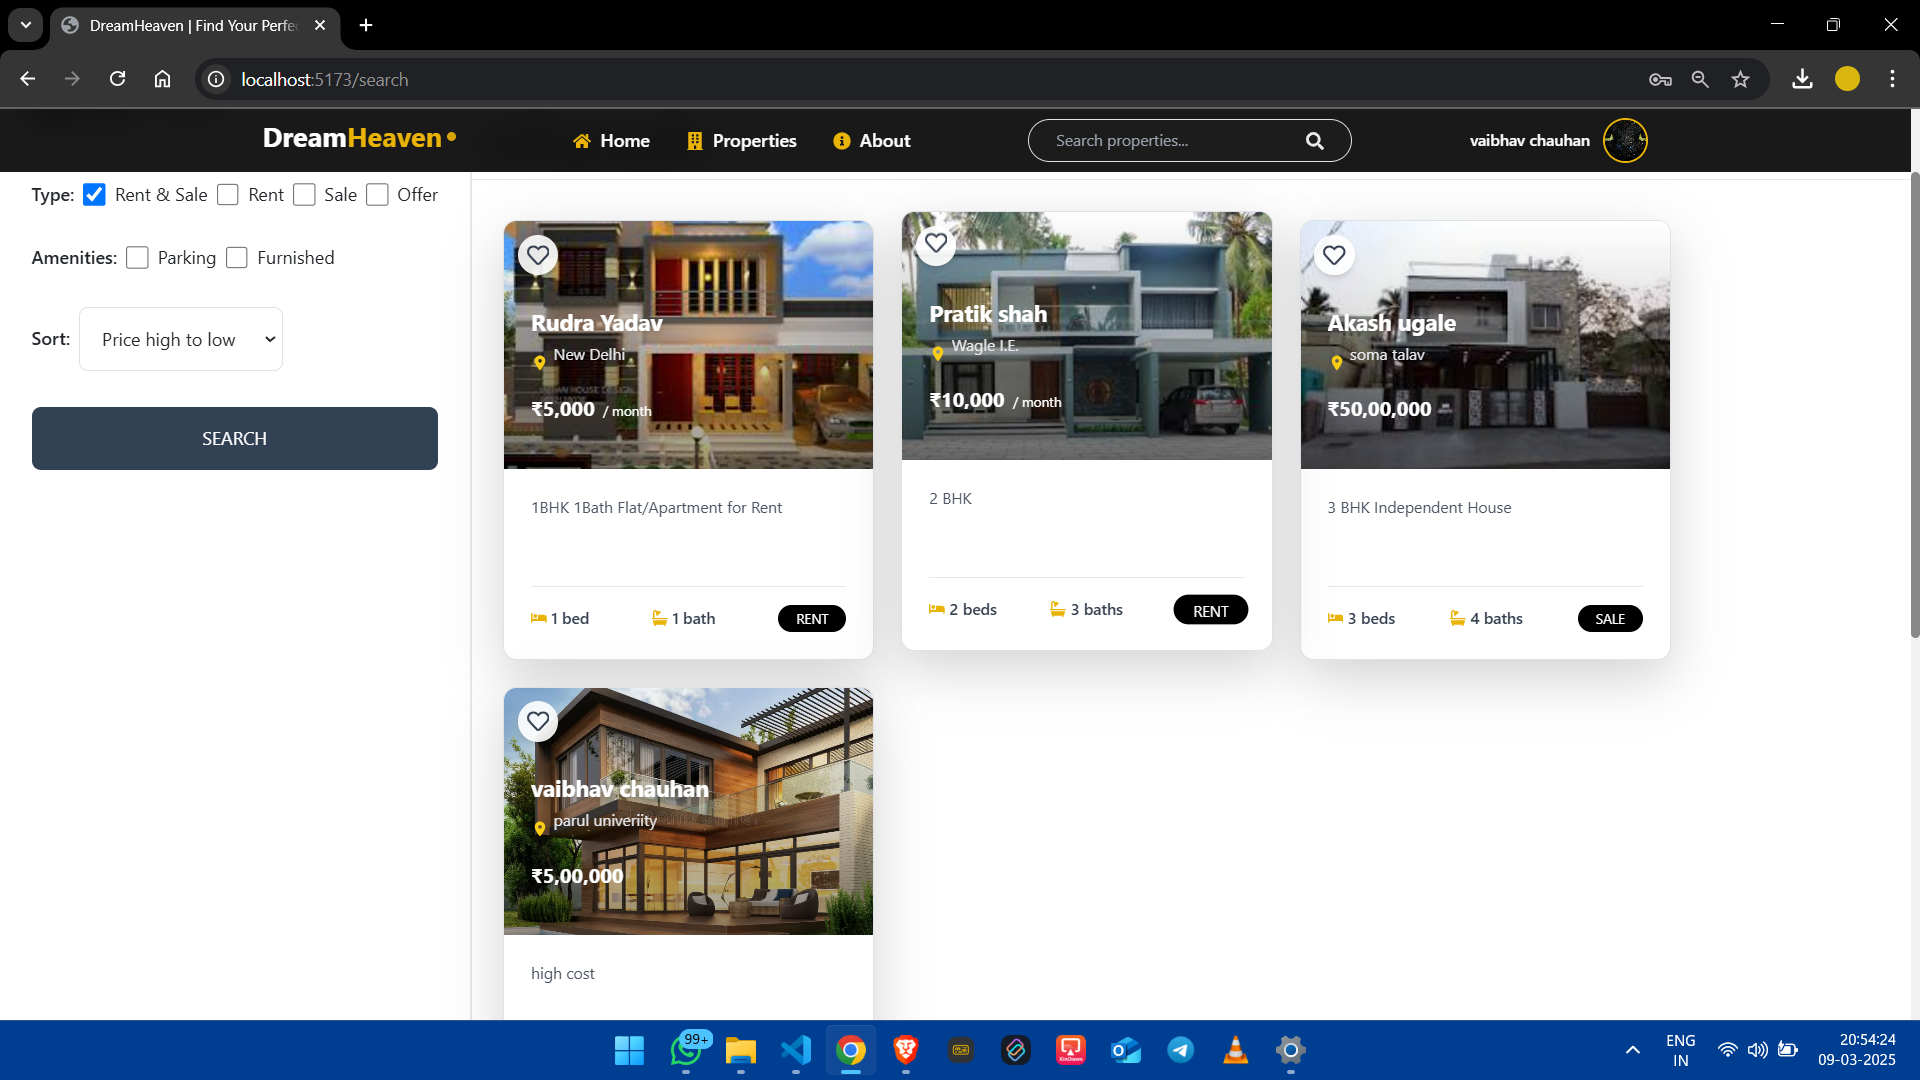 DreamHeaven | Find Your Perfe
localhost:5173/search
DreamHeaven
Home
Properties
About
Search properties...
vaibhav chauhan
Type: Rent & Sale Rent Sale Offer
Amenities: Parking Furnished
Sort: Price high to low
SEARCH
Rudra Yadav
New Delhi
₹5,000 / month
1BHK 1Bath Flat/Apartment for Rent
1 bed 1 bath RENT
Pratik shah
Wagle I.E.
₹10,000 / month
2 BHK
2 beds 3 baths RENT
Akash ugale
soma talav
₹50,00,000
3 BHK Independent House
3 beds 4 baths SALE
vaibhav chauhan
parul univeriity
₹5,00,000
high cost
99+
ENG
IN
20:54:24
09-03-2025